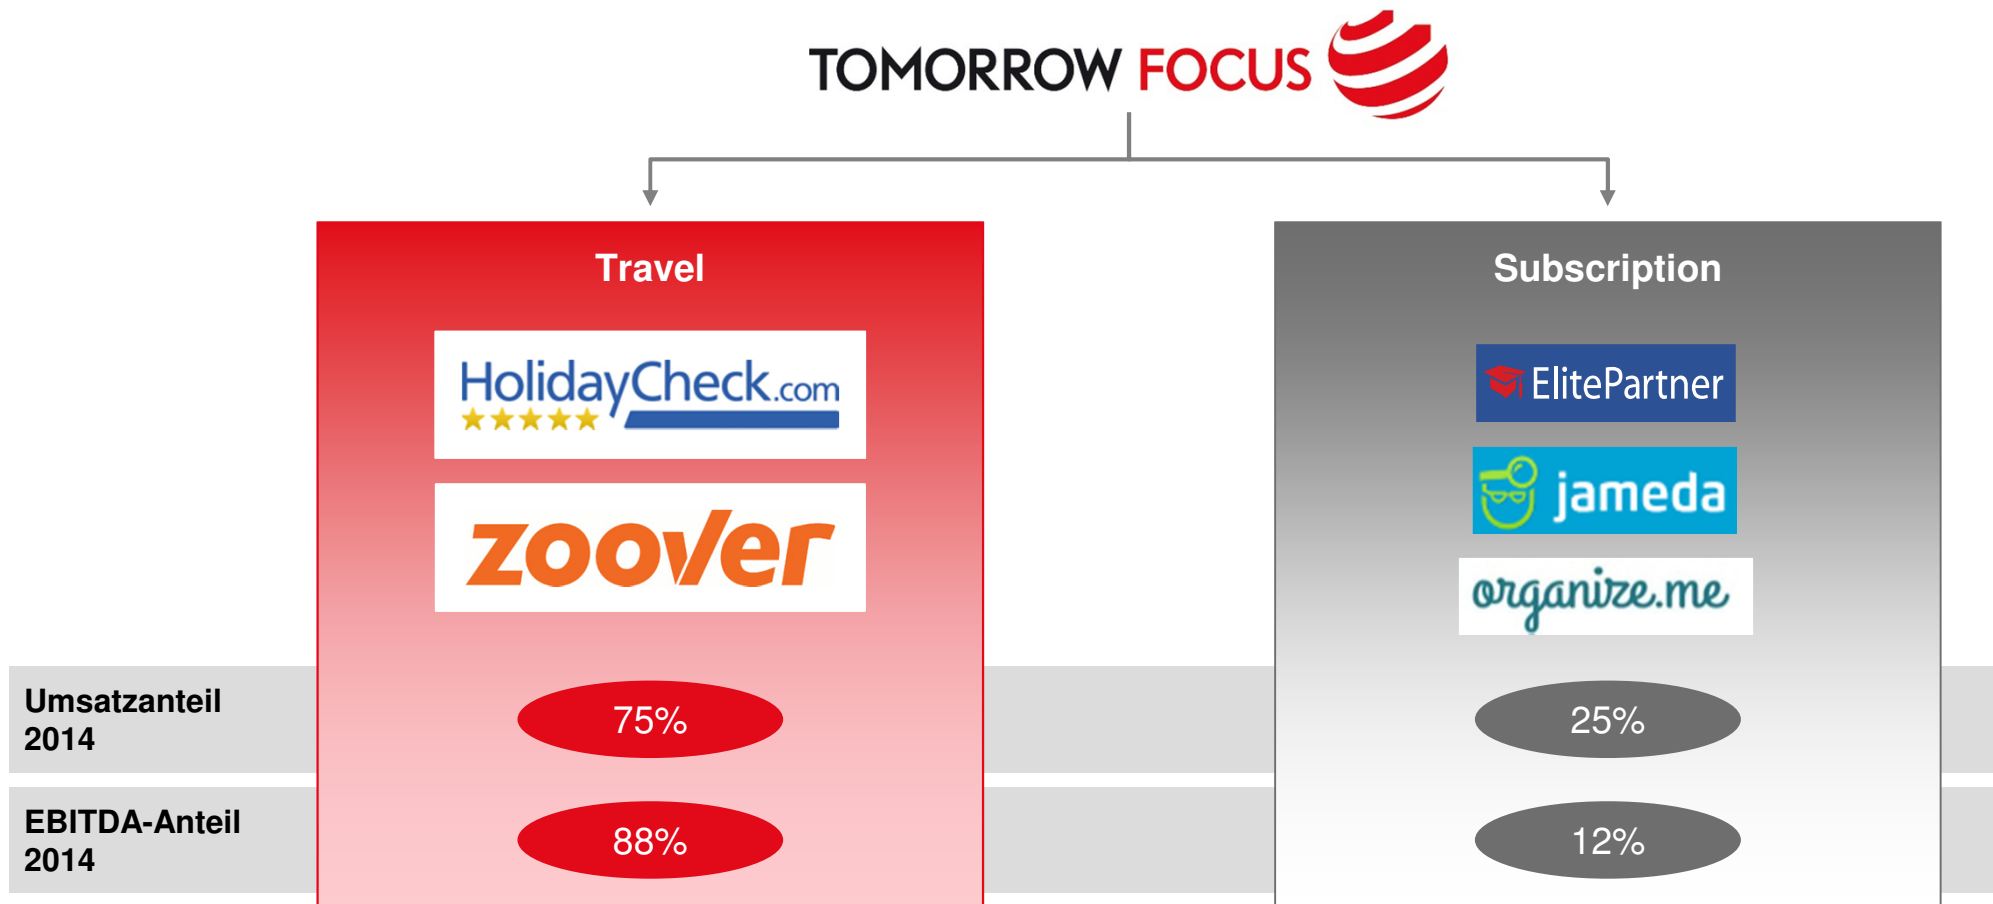 TOMORROW FOCUS
Travel
HolidayCheck.com
zoover
Subscription
ElitePartner
jameda
organize.me
Umsatzanteil
2014
75%
25%
EBITDA-Anteil
2014
88%
12%